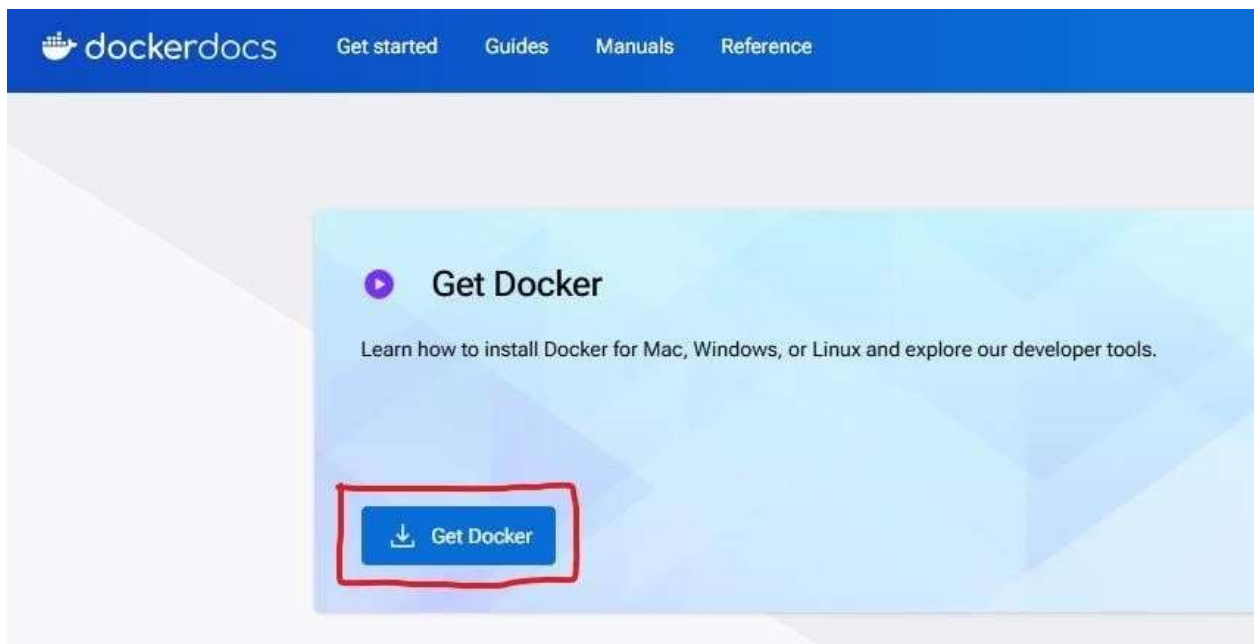 dockerdocs Get started Guides Manuals Reference
Get Docker
Learn how to install Docker for Mac, Windows, or Linux and explore our developer tools.
Get Docker